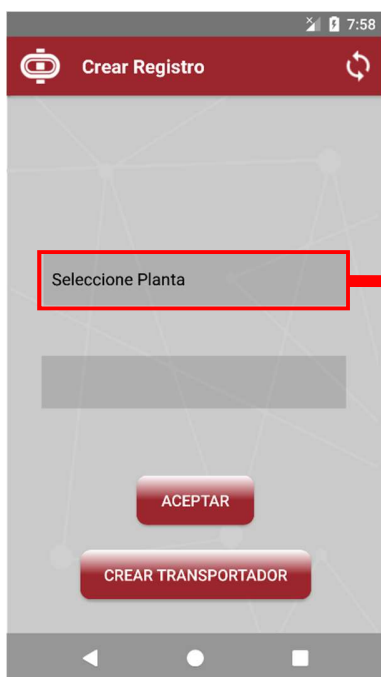 7:58
Crear Registro
Seleccione Planta
ACEPTAR
CREAR TRANSPORTADOR